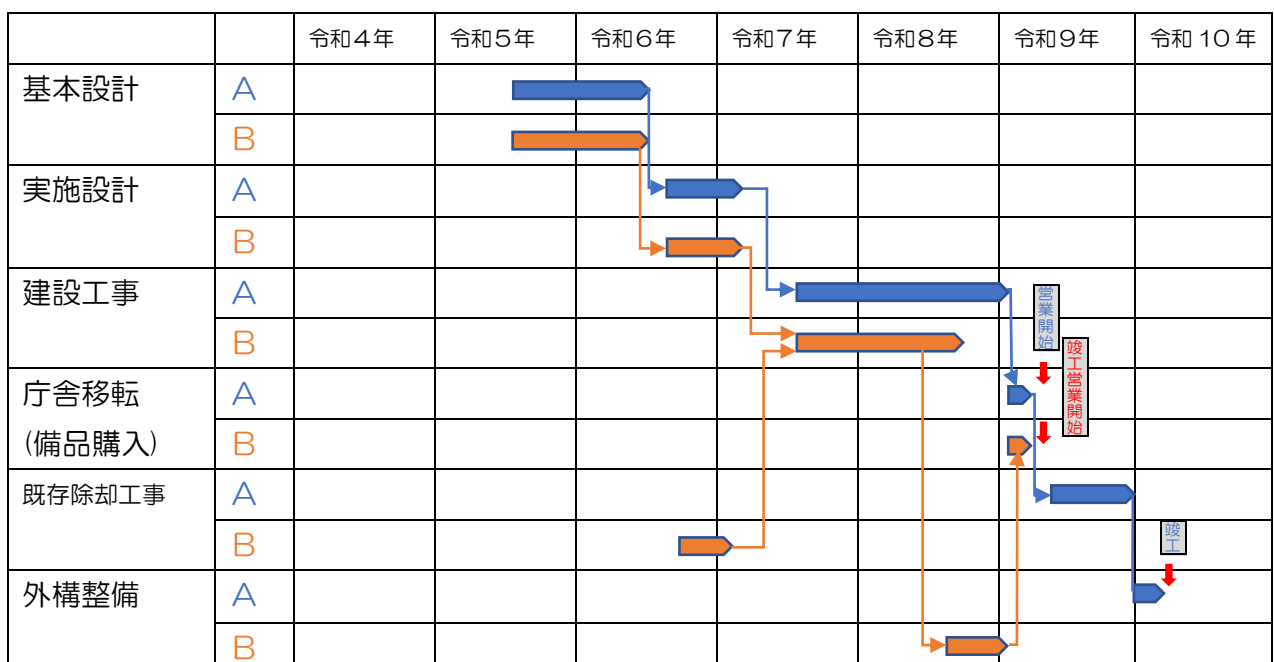 令和4年 令和5年 令和6年 令和7年 令和8年 令和9年 令和10年
基本設計 A
B
実施設計 A
B
建設工事 A
営業開始
B
竣工営業開始
庁舎移転 A
(備品購入) B
既存除却工事 A
B
竣工
外構整備 A
B